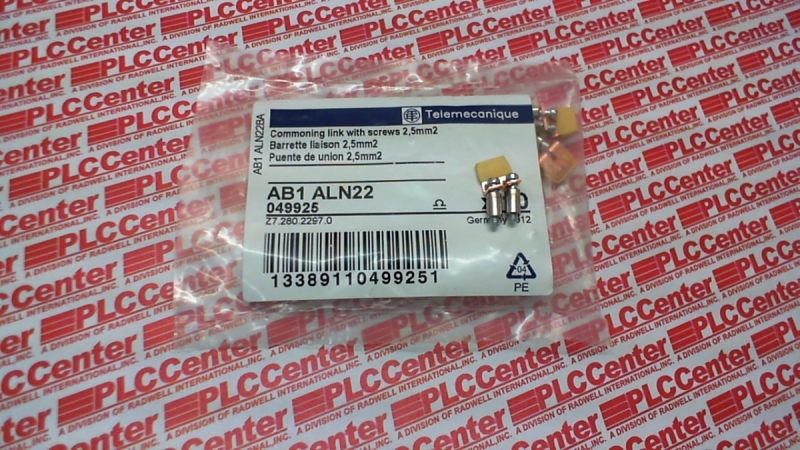 Telemecanique
AB1 ALN22BA
Commoning link with screws 2,5mm2
Barrette liaison 2,5mm2
Puente de union 2,5mm2
AB1 ALN22
049925
Z7.280.2297.0
Germany
13389110499251
04
PE
PLCCenter
A DIVISION OF RADWELL INTERNATIONAL, INC.